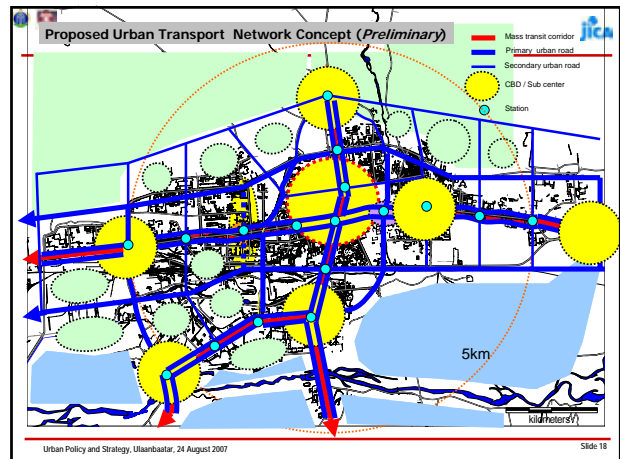 Proposed Urban Transport Network Concept (Preliminary)
jica
Mass transit corridor
Primary urban road
Secondary urban road
CBD / Sub center
Station
5km
kilometers
Urban Policy and Strategy, Ulaanbaatar, 24 August 2007
Slide 18